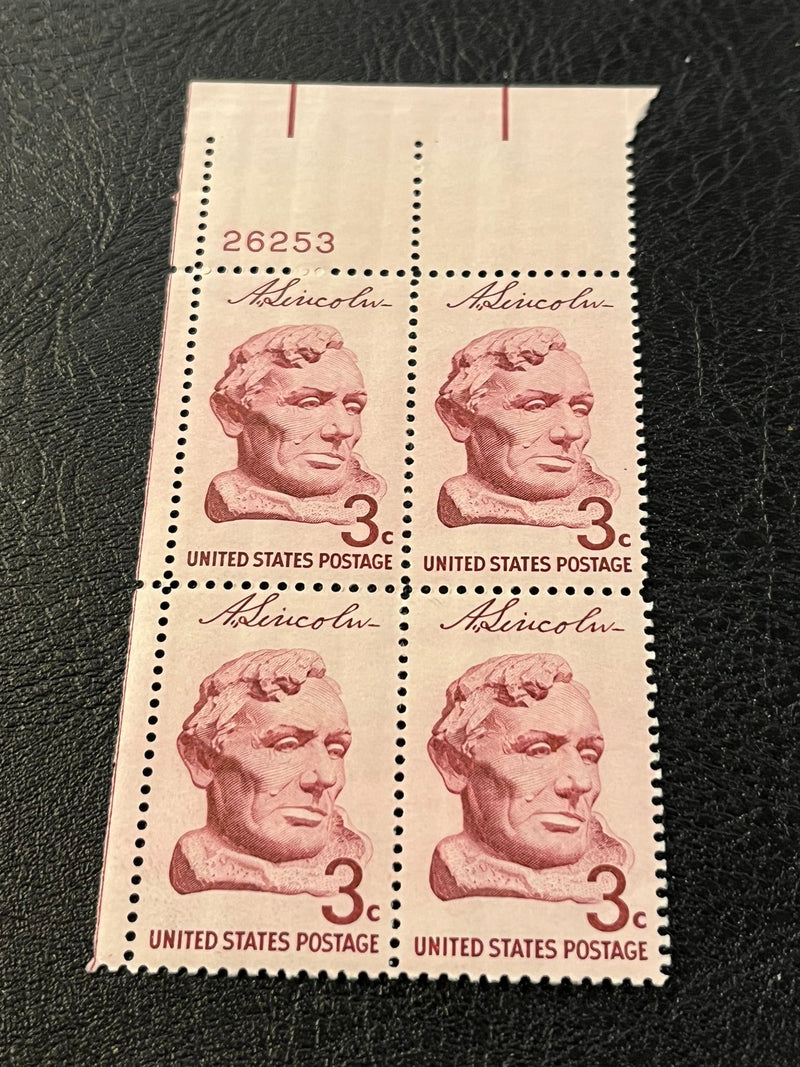 26253
A. Lincoln
A. Lincoln
3c
3c
UNITED STATES POSTAGE
UNITED STATES POSTAGE
A. Lincoln
A. Lincoln
3c
3c
UNITED STATES POSTAGE
UNITED STATES POSTAGE